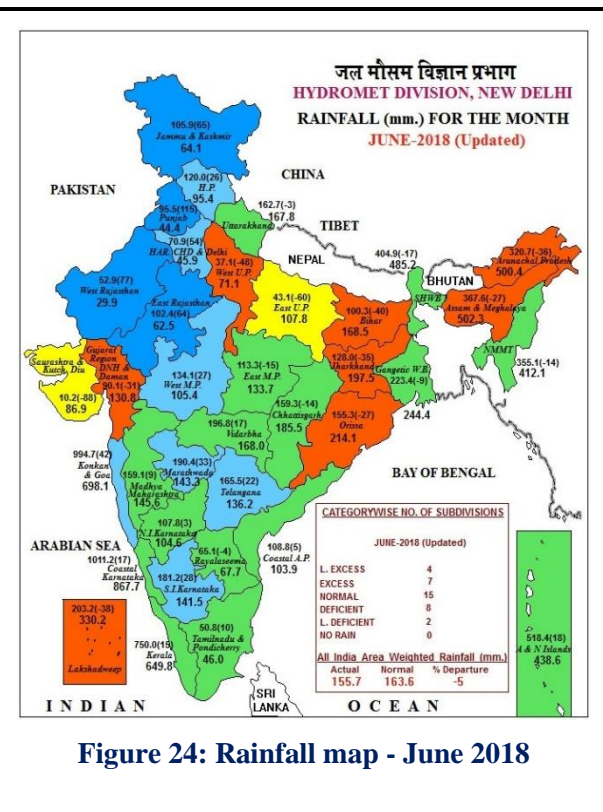 जल मौसम विज्ञान प्रभाग
HYDROMET DIVISION, NEW DELHI
RAINFALL (mm.) FOR THE MONTH
JUNE-2018 (Updated)
105.9(65)
Jammu & Kashmir
64.1
CHINA
120.0(26)
H.P.
95.4
PAKISTAN
95.5(115)
Punjab
44.4
162.7(-3)
167.8
Uttarakhand
TIBET
70.9(54)
HAR. CHD & Delhi
45.9
NEPAL
37.1(-48)
West U.P.
71.1
404.9(-17)
485.2
BHUTAN
320.7(-36)
Arunachal Pradesh
500.4
52.9(77)
West Rajasthan
29.9
East Rajasthan
102.4(64)
62.5
43.1(-60)
East U.P.
107.8
100.3(-40)
Bihar
168.5
SHWB
367.6(-27)
Assam & Meghalaya
502.3
NMMT
355.1(-14)
412.1
Gujarat
Region
DNH &
Daman
90.1(-31)
130.8
Saurashtra &
Kutch, Diu
10.2(-88)
86.9
134.1(27)
West M.P.
105.4
113.3(-15)
East M.P.
133.7
128.0(-35)
Jharkhand
197.5
Gangetic W.B.
223.4(-9)
244.4
159.3(-14)
Chhattisgarh
185.5
155.3(-27)
Orissa
214.1
196.8(17)
Vidarbha
168.0
994.7(42)
Konkan
& Goa
698.1
190.4(33)
Marathwada
143.3
159.1(9)
Madhya
Maharashtra
145.6
165.5(22)
Telangana
136.2
BAY OF BENGAL
107.8(3)
N.I.Karnataka
104.6
ARABIAN SEA
1011.2(17)
Coastal
Karnataka
867.7
65.1(-4)
Rayalaseema
67.7
108.8(5)
Coastal A.P.
103.9
181.2(28)
S.I.Karnataka
141.5
203.2(-38)
330.2
Lakshadweep
750.0(15)
Kerala
649.8
50.8(10)
Tamilnadu &
Pondicherry
46.0
CATEGORYWISE NO. OF SUBDIVISIONS
JUNE-2018 (Updated)
L. EXCESS 4
EXCESS 7
NORMAL 15
DEFICIENT 8
L. DEFICIENT 2
NO RAIN 0
All India Area Weighted Rainfall (mm.)
Actual Normal % Departure
155.7 163.6 -5
518.4(18)
A & N Islands
438.6
SRI
LANKA
INDIAN OCEAN
Figure 24: Rainfall map - June 2018